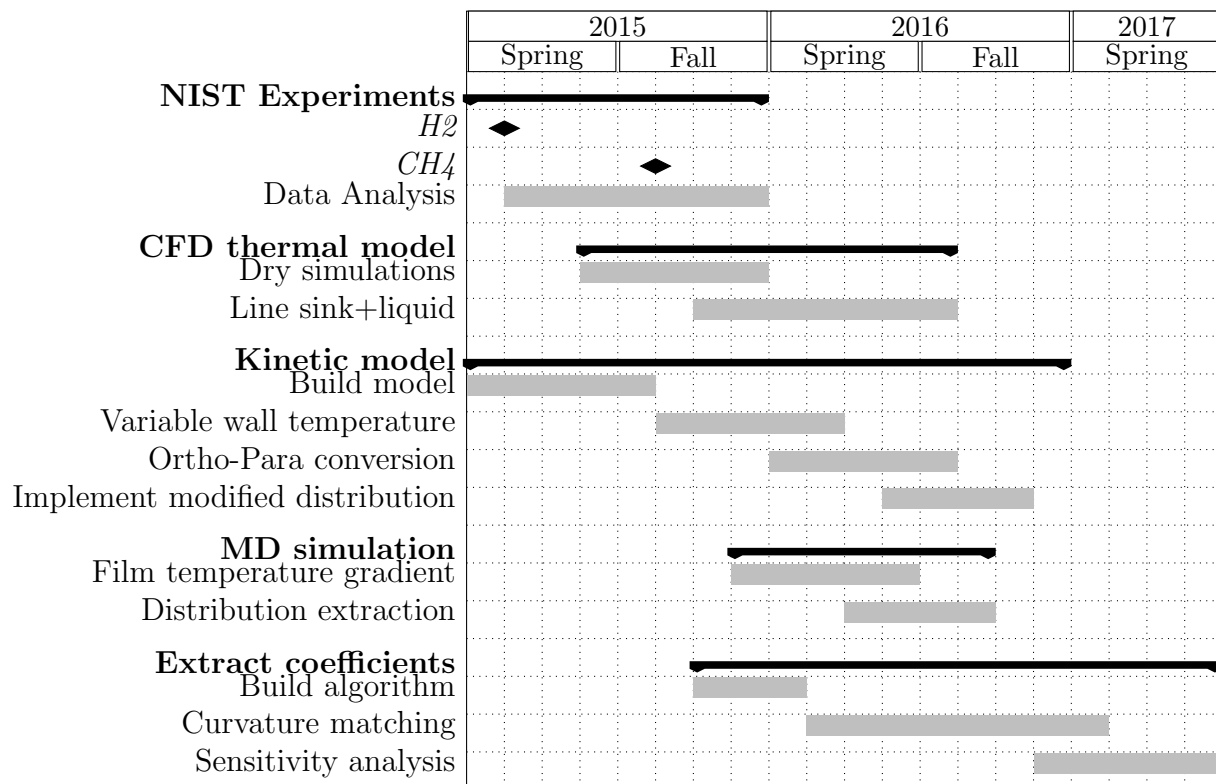 2015 2016 2017
Spring Fall Spring Fall Spring
NIST Experiments
H2
CH4
Data Analysis
CFD thermal model
Dry simulations
Line sink+liquid
Kinetic model
Build model
Variable wall temperature
Ortho-Para conversion
Implement modified distribution
MD simulation
Film temperature gradient
Distribution extraction
Extract coefficients
Build algorithm
Curvature matching
Sensitivity analysis